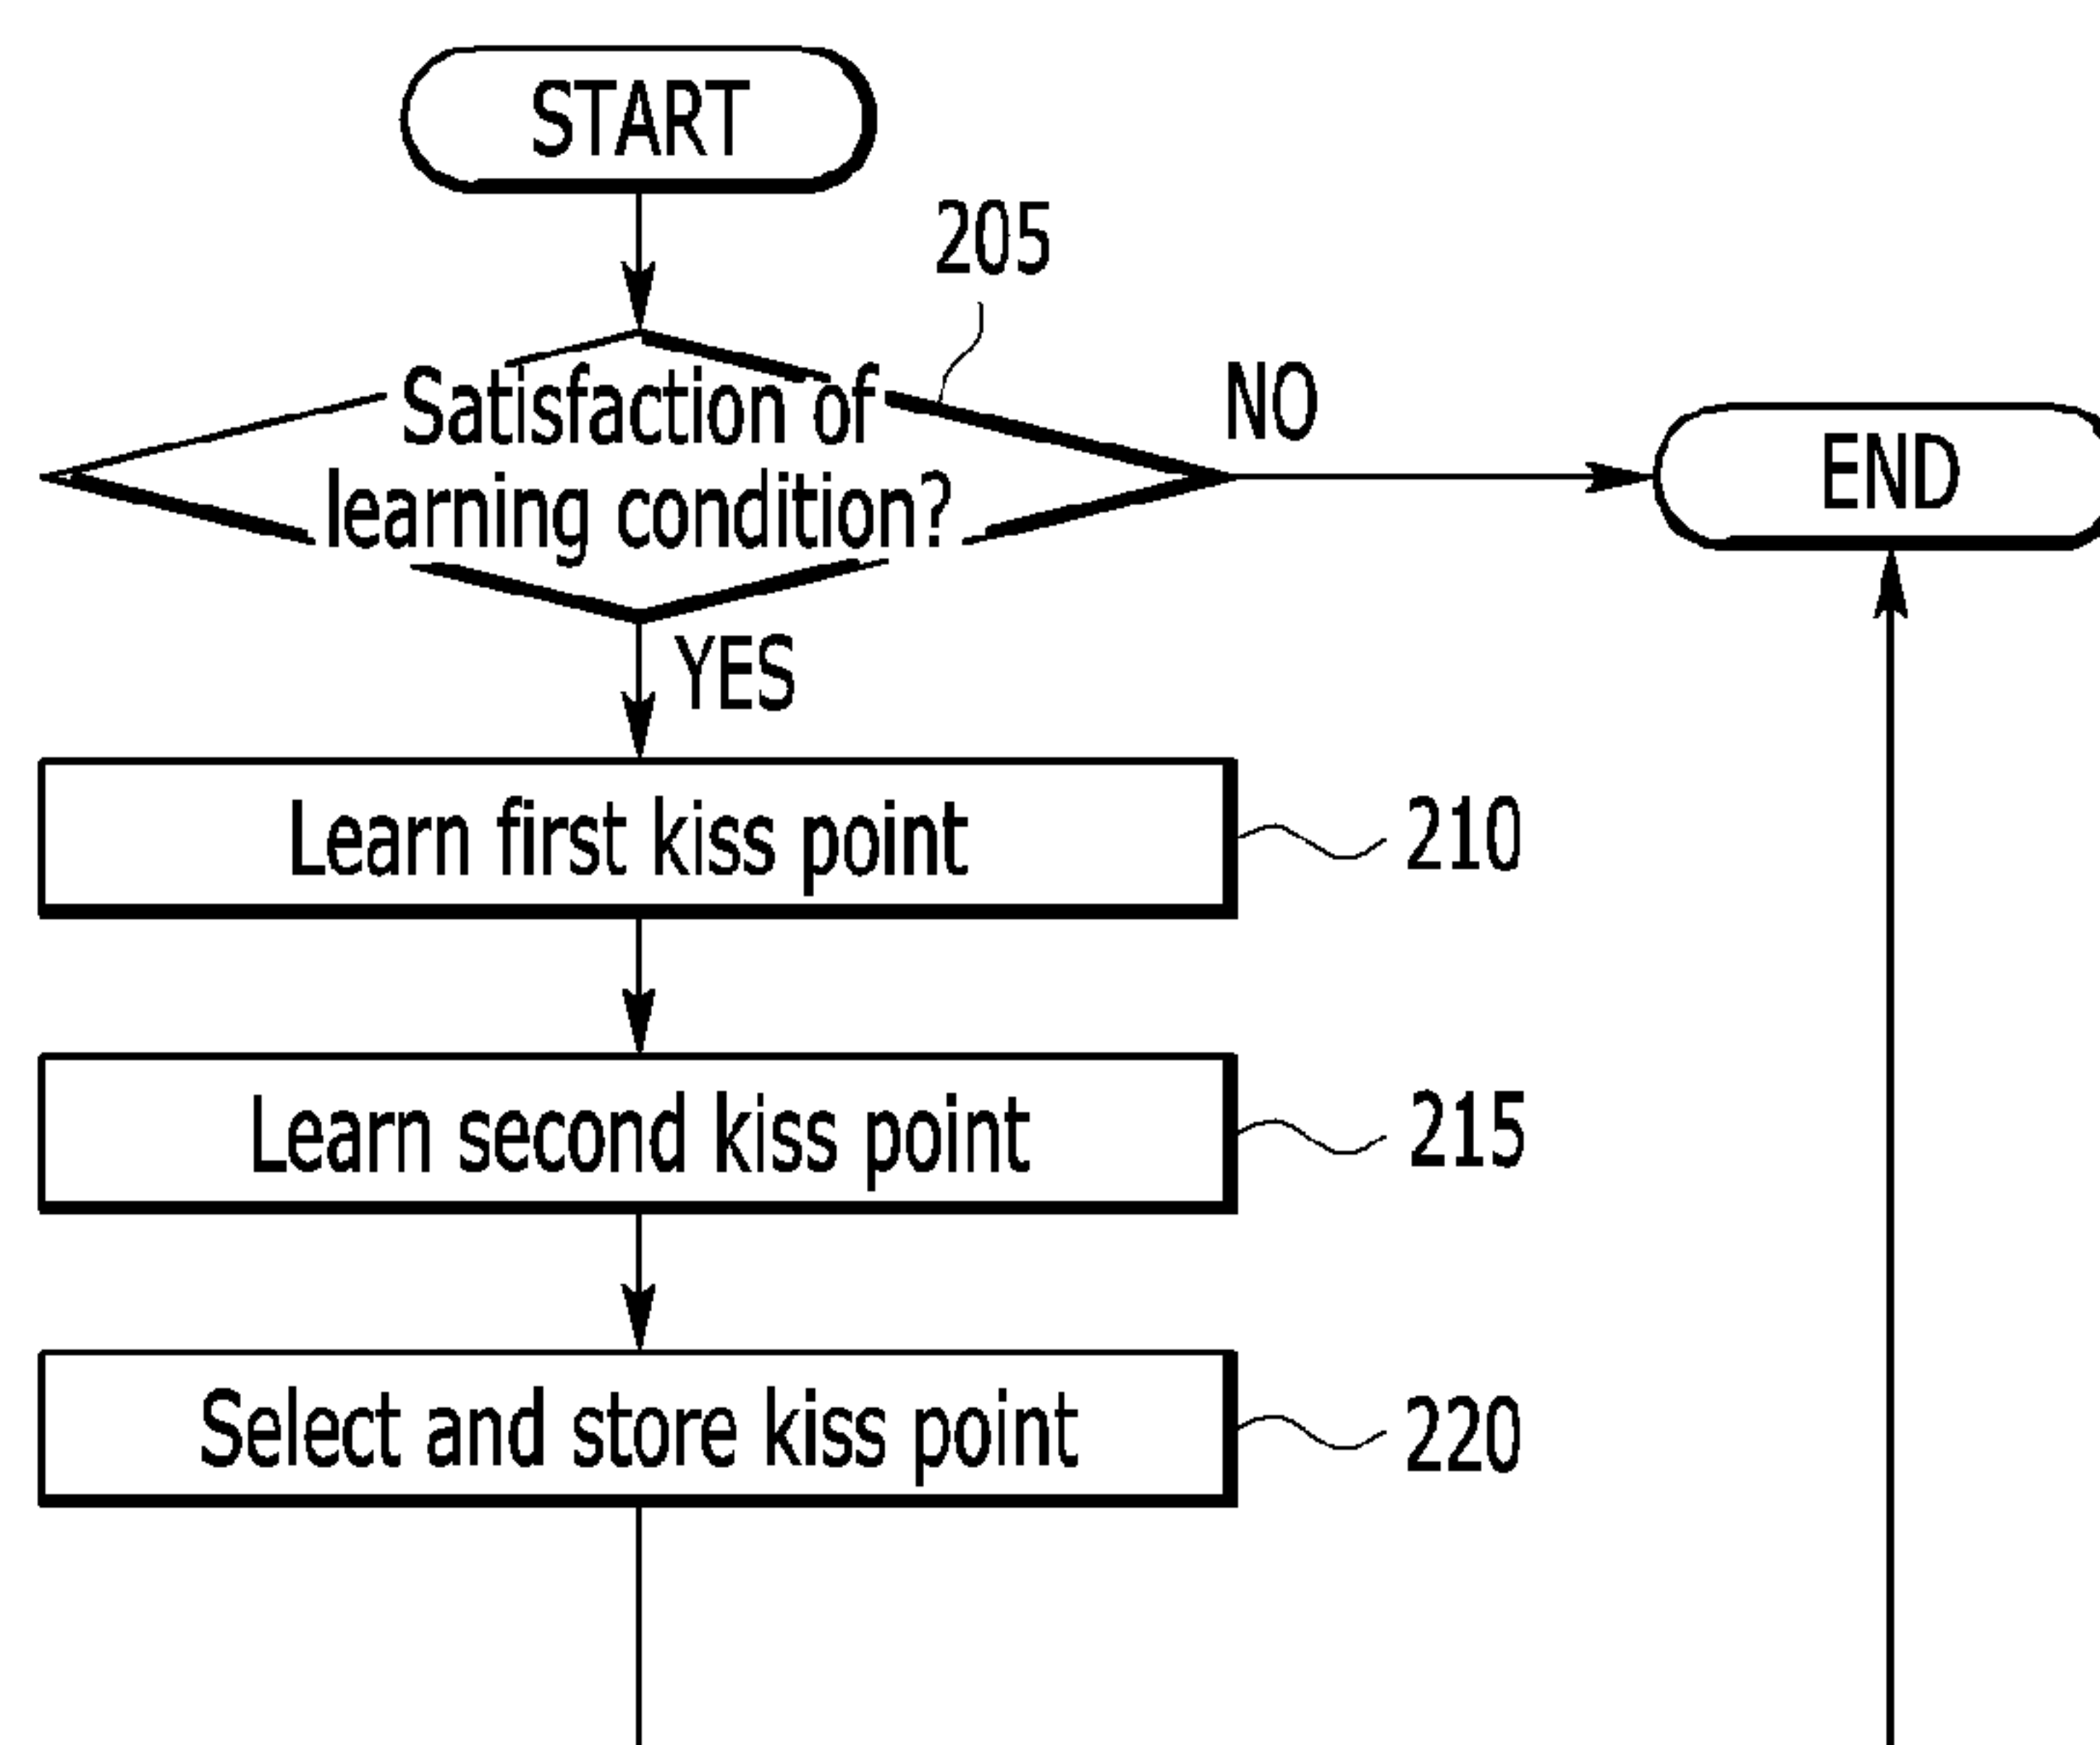 START
205
Satisfaction of
learning condition?
NO
END
YES
Learn first kiss point
210
Learn second kiss point
215
Select and store kiss point
220